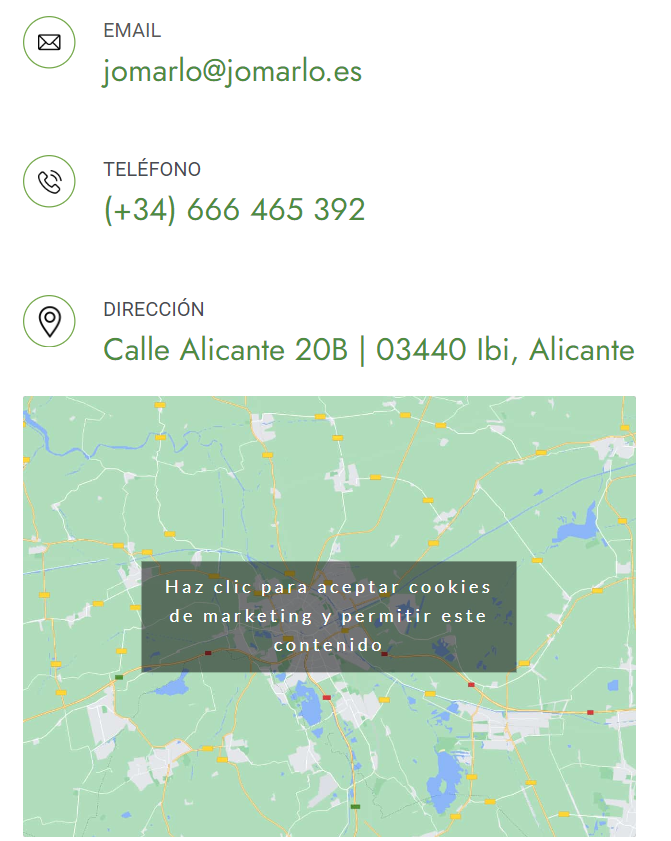 EMAIL
jomarlo@jomarlo.es
TELÉFONO
(+34) 666 465 392
DIRECCIÓN
Calle Alicante 20B | 03440 Ibi, Alicante
Haz clic para aceptar cookies
de marketing y permitir este
contenido